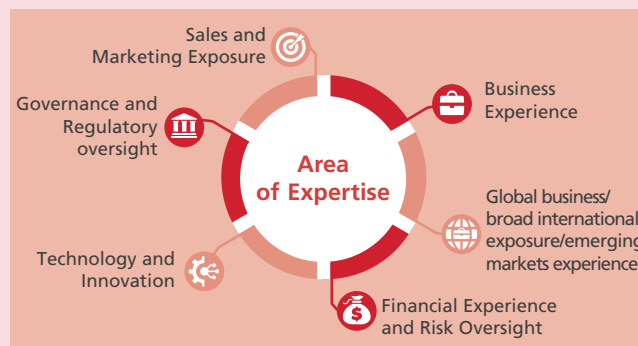 Sales and
Marketing Exposure
Business
Experience
Governance and
Regulatory
oversight
Area
of Expertise
Global business/
broad international
exposure/emerging
markets experience
Technology and
Innovation
Financial Experience
and Risk Oversight
$